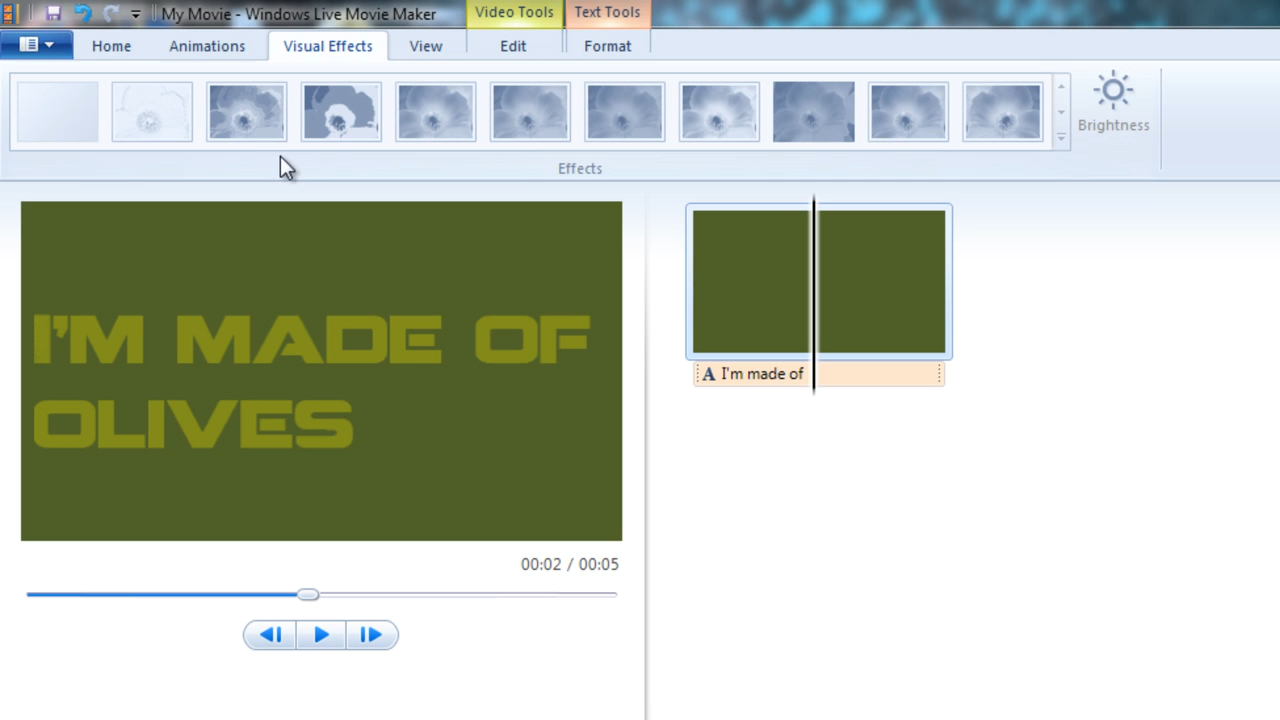 My Movie - Windows Live Movie Maker
Video Tools
Text Tools
Home
Animations
Visual Effects
View
Edit
Format
Brightness
Effects
I'M MADE OF
OLIVES
A I'm made of
00:02 / 00:05